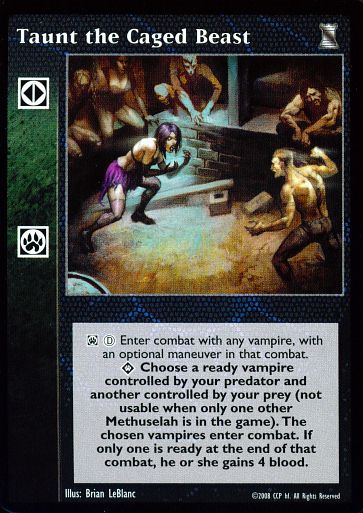 Taunt the Caged Beast
D Enter combat with any vampire, with
an optional maneuver in that combat.
Choose a ready vampire
controlled by your predator and
another controlled by your prey (not
usable when only one other
Methuselah is in the game). The
chosen vampires enter combat. If
only one is ready at the end of that
combat, he or she gains 4 blood.
Illus: Brian LeBlanc
©2008 CCP hf. All Rights Reserved